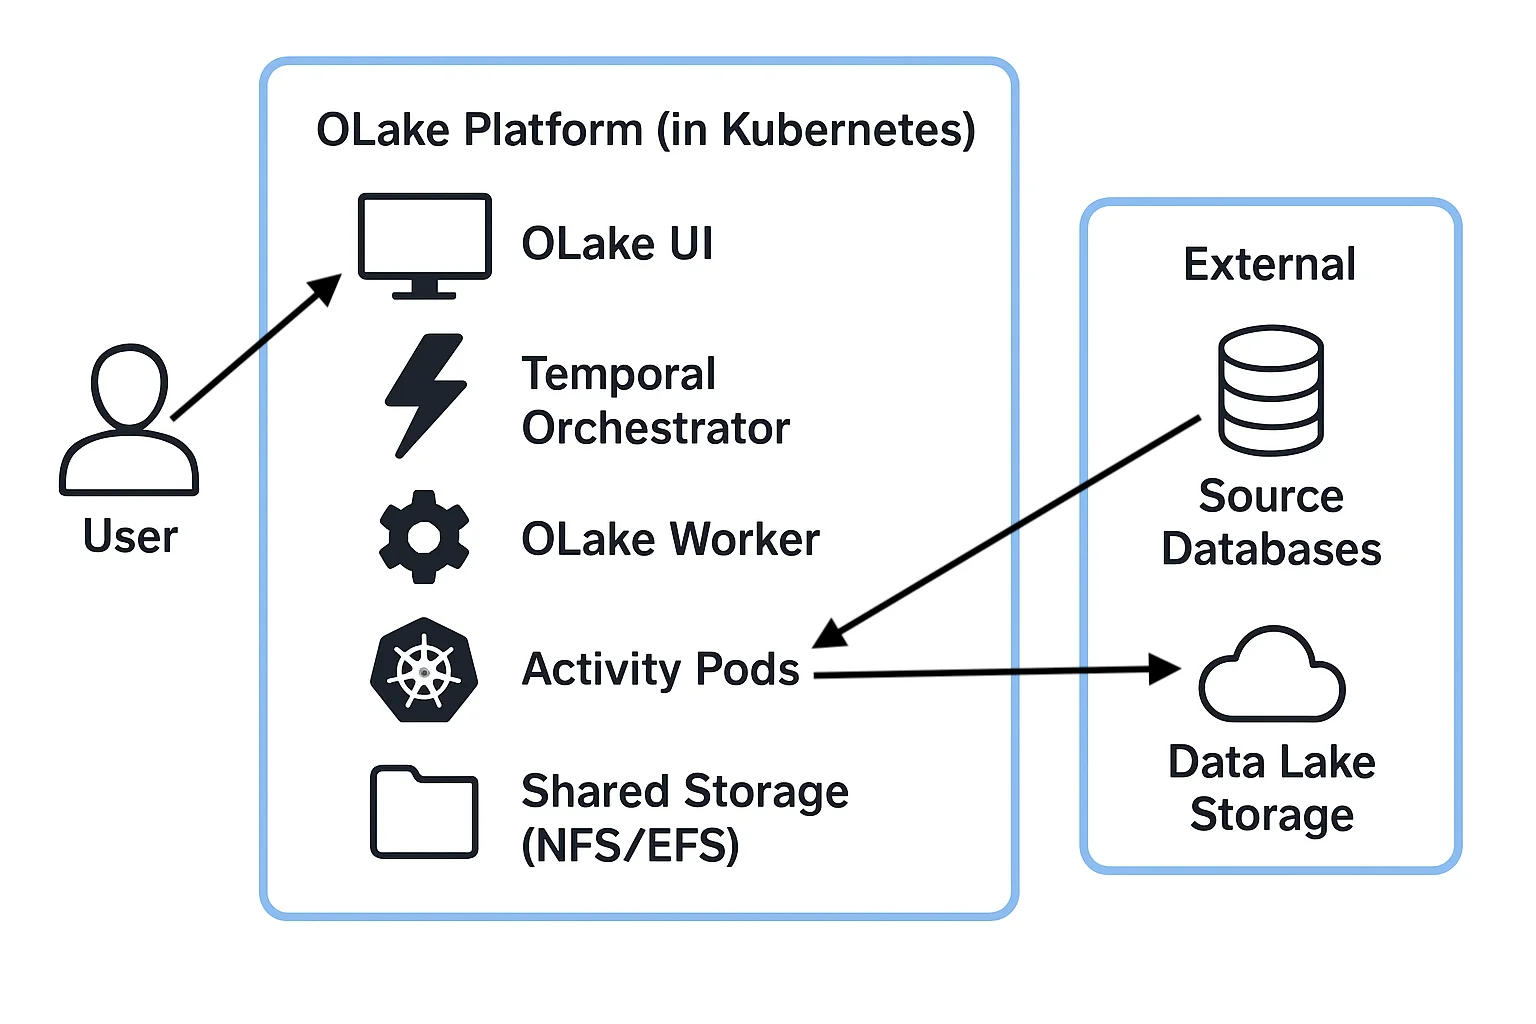 OLake Platform (in Kubernetes)
OLake UI
Temporal
Orchestrator
OLake Worker
Activity Pods
Shared Storage
(NFS/EFS)
User
External
Source
Databases
Data Lake
Storage